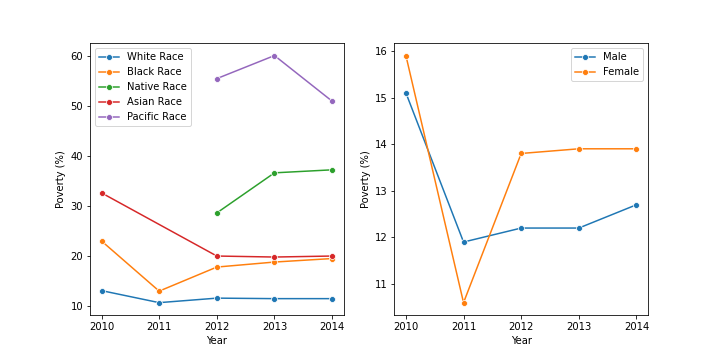 White Race
Black Race
Native Race
Asian Race
Pacific Race
60
50
40
30
20
10
Poverty (%)
2010 2011 2012 2013 2014
Year
Male
Female
16
15
14
13
12
11
Poverty (%)
2010 2011 2012 2013 2014
Year